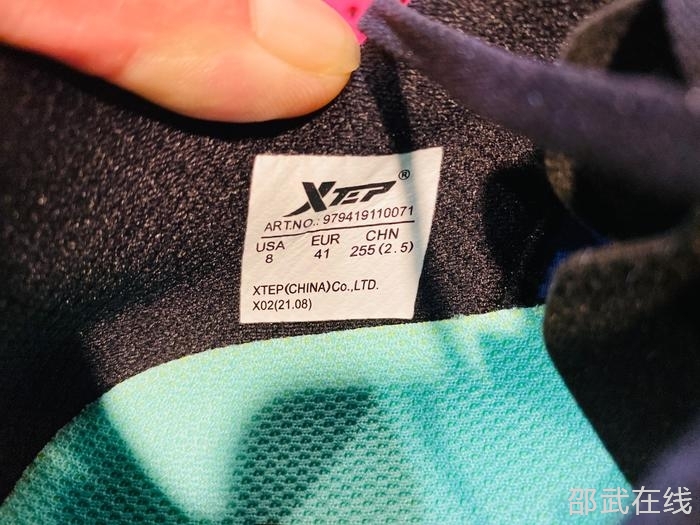 XTEP®
ART.NO.: 979419110071
USA EUR CHN
8 41 255(2.5)
XTEP(CHINA)Co.,LTD.
X02(21.08)
邵武在线